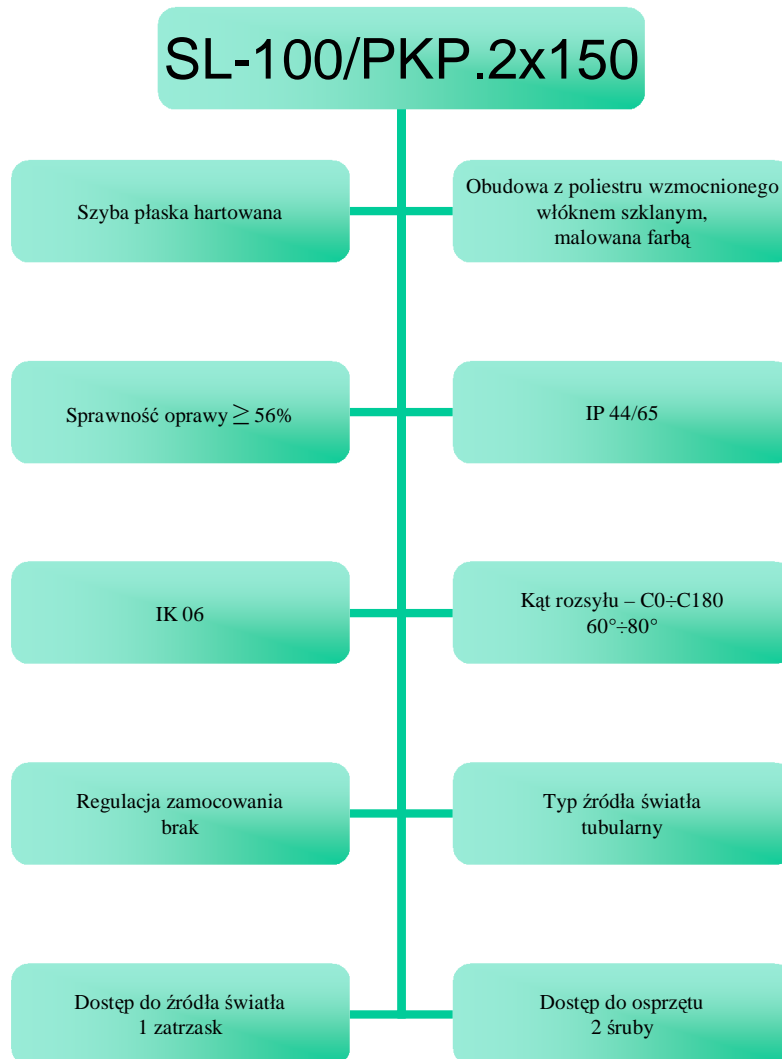 SL-100/PKP.2x150
Szyba płaska hartowana
Obudowa z poliestru wzmocnionego
włóknem szklanym,
malowana farbą
Sprawność oprawy ≥ 56%
IP 44/65
IK 06
Kąt rozsyłu – C0÷C180
60°÷80°
Regulacja zamocowania
brak
Typ źródła światła
tubularny
Dostęp do źródła światła
1 zatrzask
Dostęp do osprzętu
2 śruby